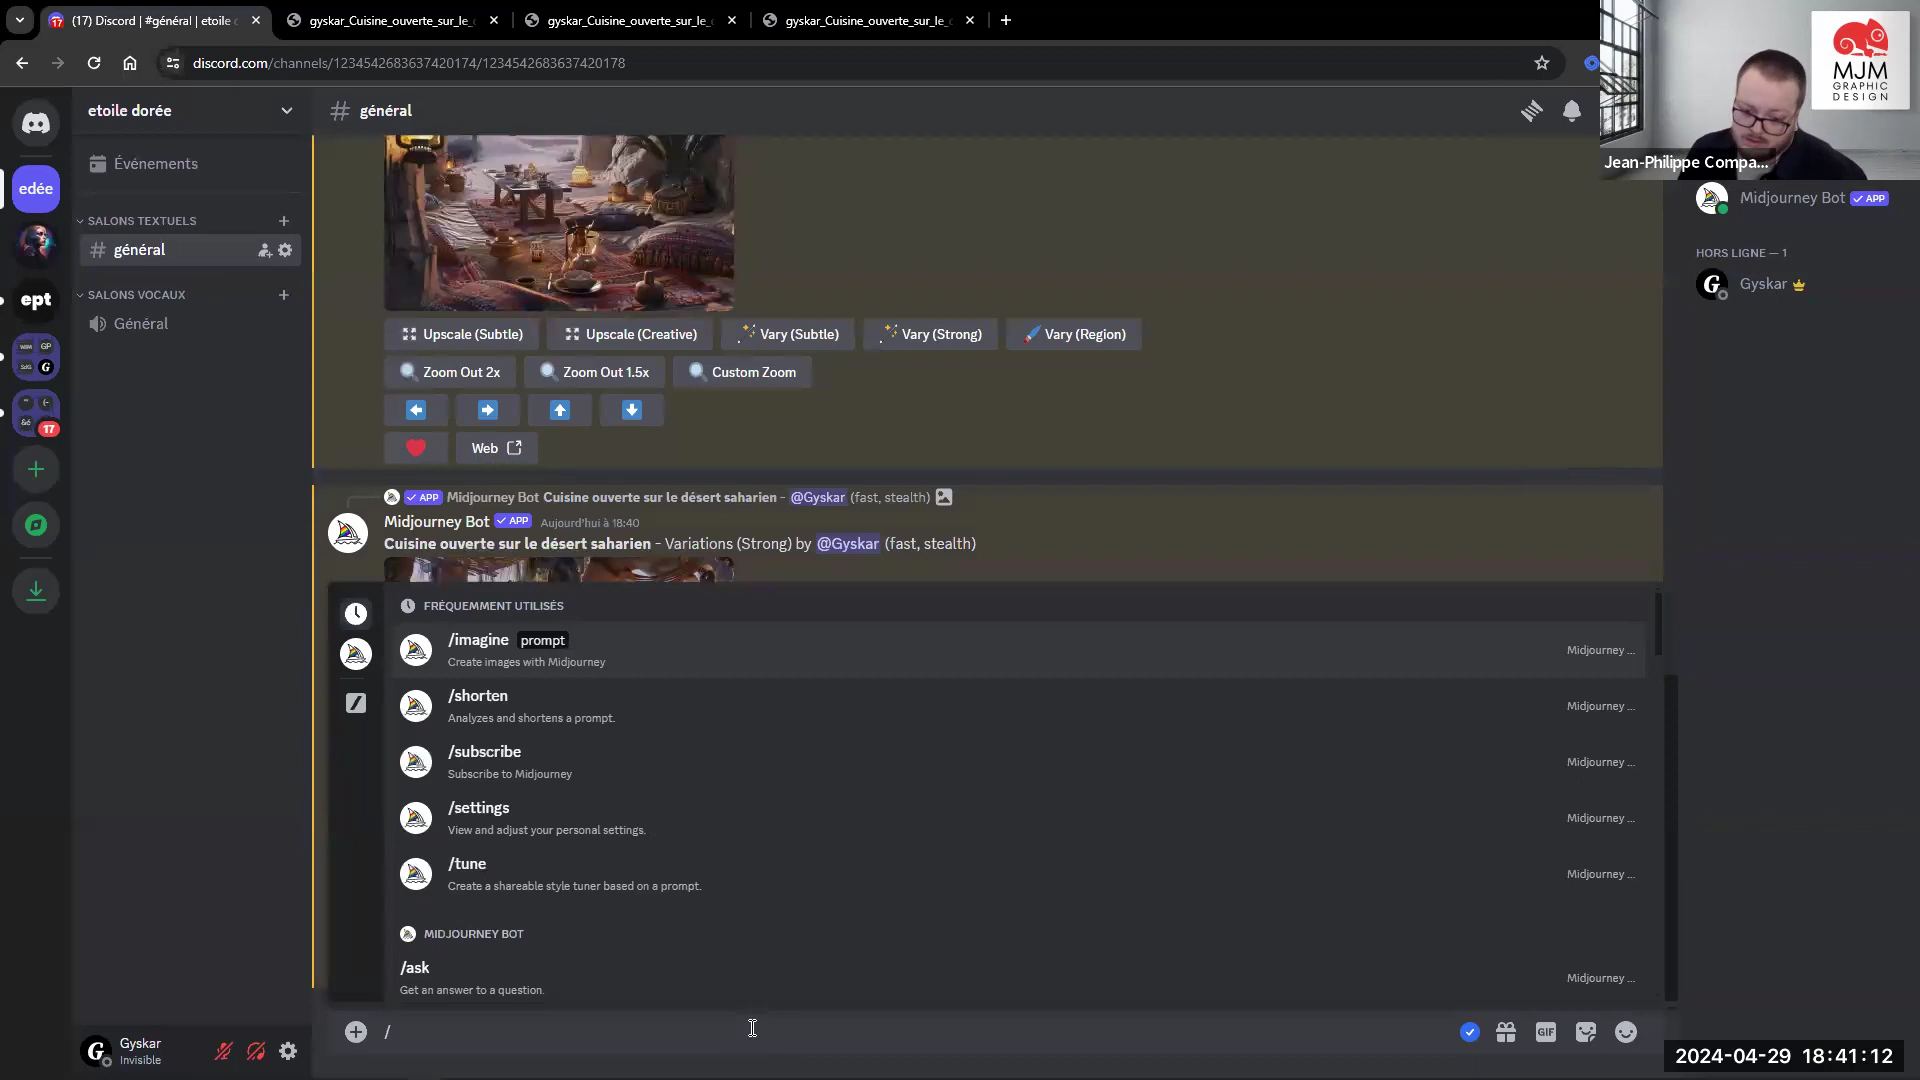 (17) Discord | #général | etoile
gyskar_Cuisine_ouverte_sur_le_
gyskar_Cuisine_ouverte_sur_le_
gyskar_Cuisine_ouverte_sur_le_
discord.com/channels/1234542683637420174/1234542683637420178
MJM
GRAPHIC
DESIGN
Jean-Philippe Compa...
etoile dorée
général
Événements
edée
SALONS TEXTUELS
général
SALONS VOCAUX
Général
ept
GP
G
17
Midjourney Bot APP
HORS LIGNE — 1
Gyskar
Upscale (Subtle)
Upscale (Creative)
Vary (Subtle)
Vary (Strong)
Vary (Region)
Zoom Out 2x
Zoom Out 1.5x
Custom Zoom
Web
APP Midjourney Bot Cuisine ouverte sur le désert saharien - @Gyskar (fast, stealth)
Midjourney Bot APP Aujourd'hui à 18:40
Cuisine ouverte sur le désert saharien - Variations (Strong) by @Gyskar (fast, stealth)
FRÉQUEMMENT UTILISÉS
/imagine prompt
Create images with Midjourney
Midjourney ...
/shorten
Analyzes and shortens a prompt.
Midjourney ...
/subscribe
Subscribe to Midjourney
Midjourney ...
/settings
View and adjust your personal settings.
Midjourney ...
/tune
Create a shareable style tuner based on a prompt.
Midjourney ...
MIDJOURNEY BOT
/ask
Get an answer to a question.
Midjourney ...
/
GIF
Gyskar
Invisible
2024-04-29 18:41:12